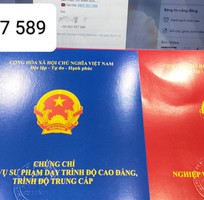 7 589
CỘNG HÒA XÃ HỘI CHỦ NGHĨA VIỆT NAM
Độc lập - Tự do - Hạnh phúc
CHỨNG CHỈ
VỤ SƯ PHẠM DẠY TRÌNH ĐỘ CAO ĐẲNG,
TRÌNH ĐỘ TRUNG CẤP
NGHIỆP V